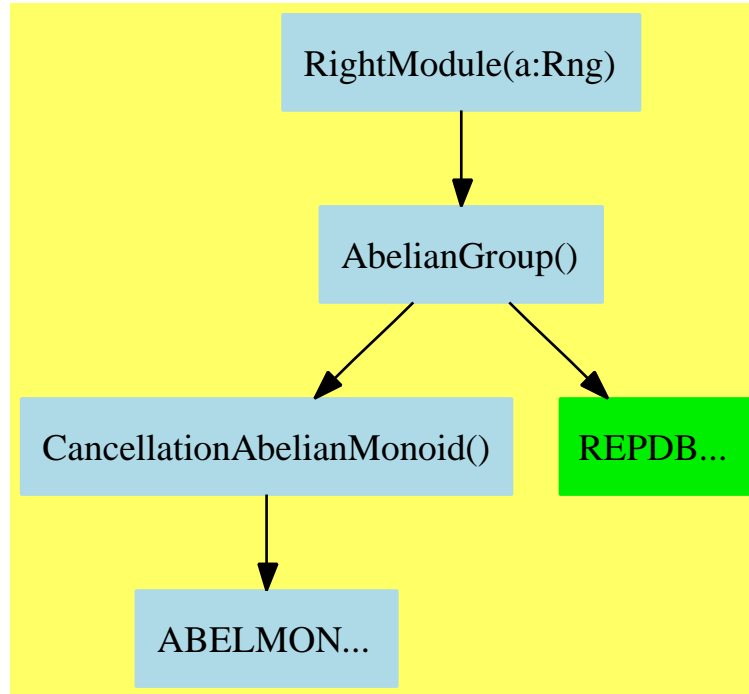 RightModule(a:Rng)
AbelianGroup()
CancellationAbelianMonoid()
REPDB...
ABELMON...